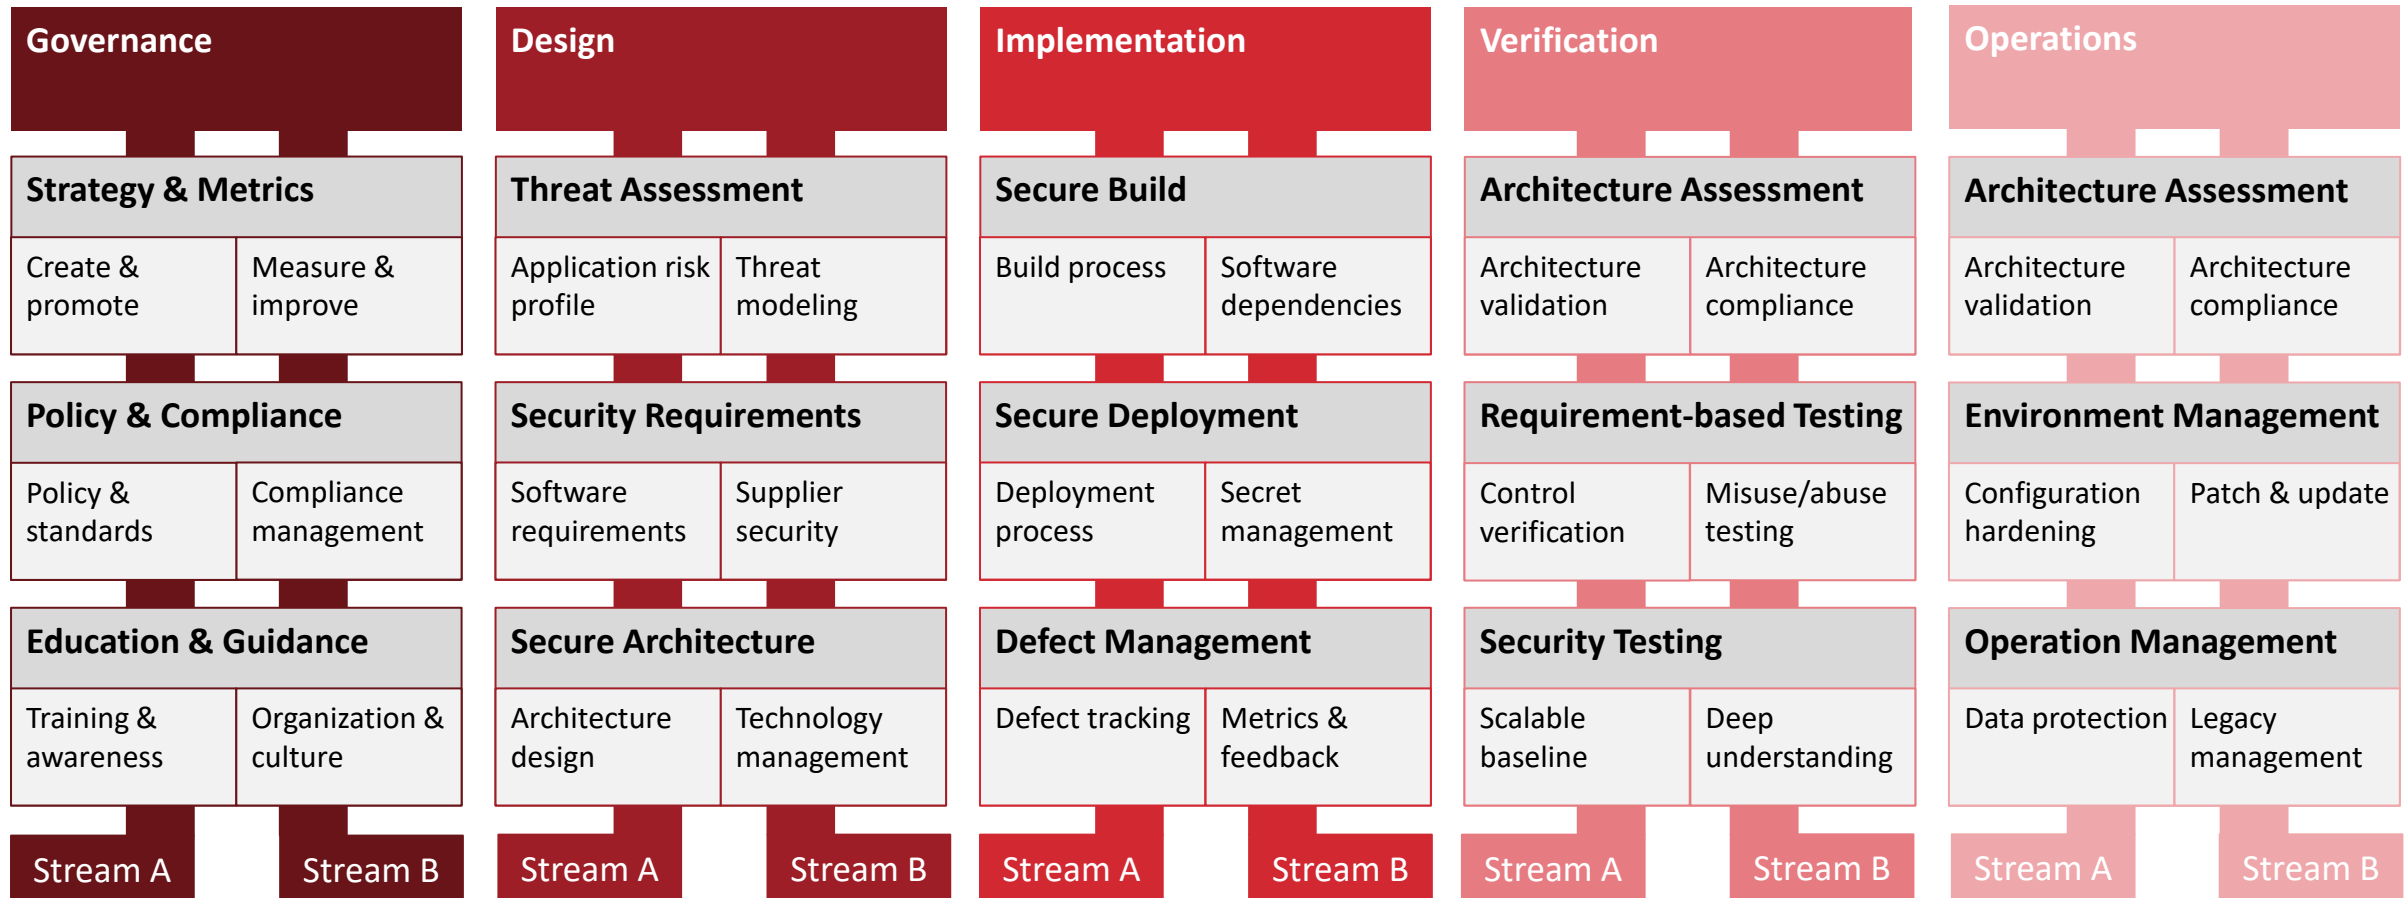 Governance
Strategy & Metrics
Create &
promote
Measure &
improve
Policy & Compliance
Policy &
standards
Compliance
management
Education & Guidance
Training &
awareness
Organization &
culture
Stream A
Stream B
Design
Threat Assessment
Application risk
profile
Threat
modeling
Security Requirements
Software
requirements
Supplier
security
Secure Architecture
Architecture
design
Technology
management
Stream A
Stream B
Implementation
Secure Build
Build process
Software
dependencies
Secure Deployment
Deployment
process
Secret
management
Defect Management
Defect tracking
Metrics &
feedback
Stream A
Stream B
Verification
Architecture Assessment
Architecture
validation
Architecture
compliance
Requirement-based Testing
Control
verification
Misuse/abuse
testing
Security Testing
Scalable
baseline
Deep
understanding
Stream A
Stream B
Operations
Architecture Assessment
Architecture
validation
Architecture
compliance
Environment Management
Configuration
hardening
Patch & update
Operation Management
Data protection
Legacy
management
Stream A
Stream B